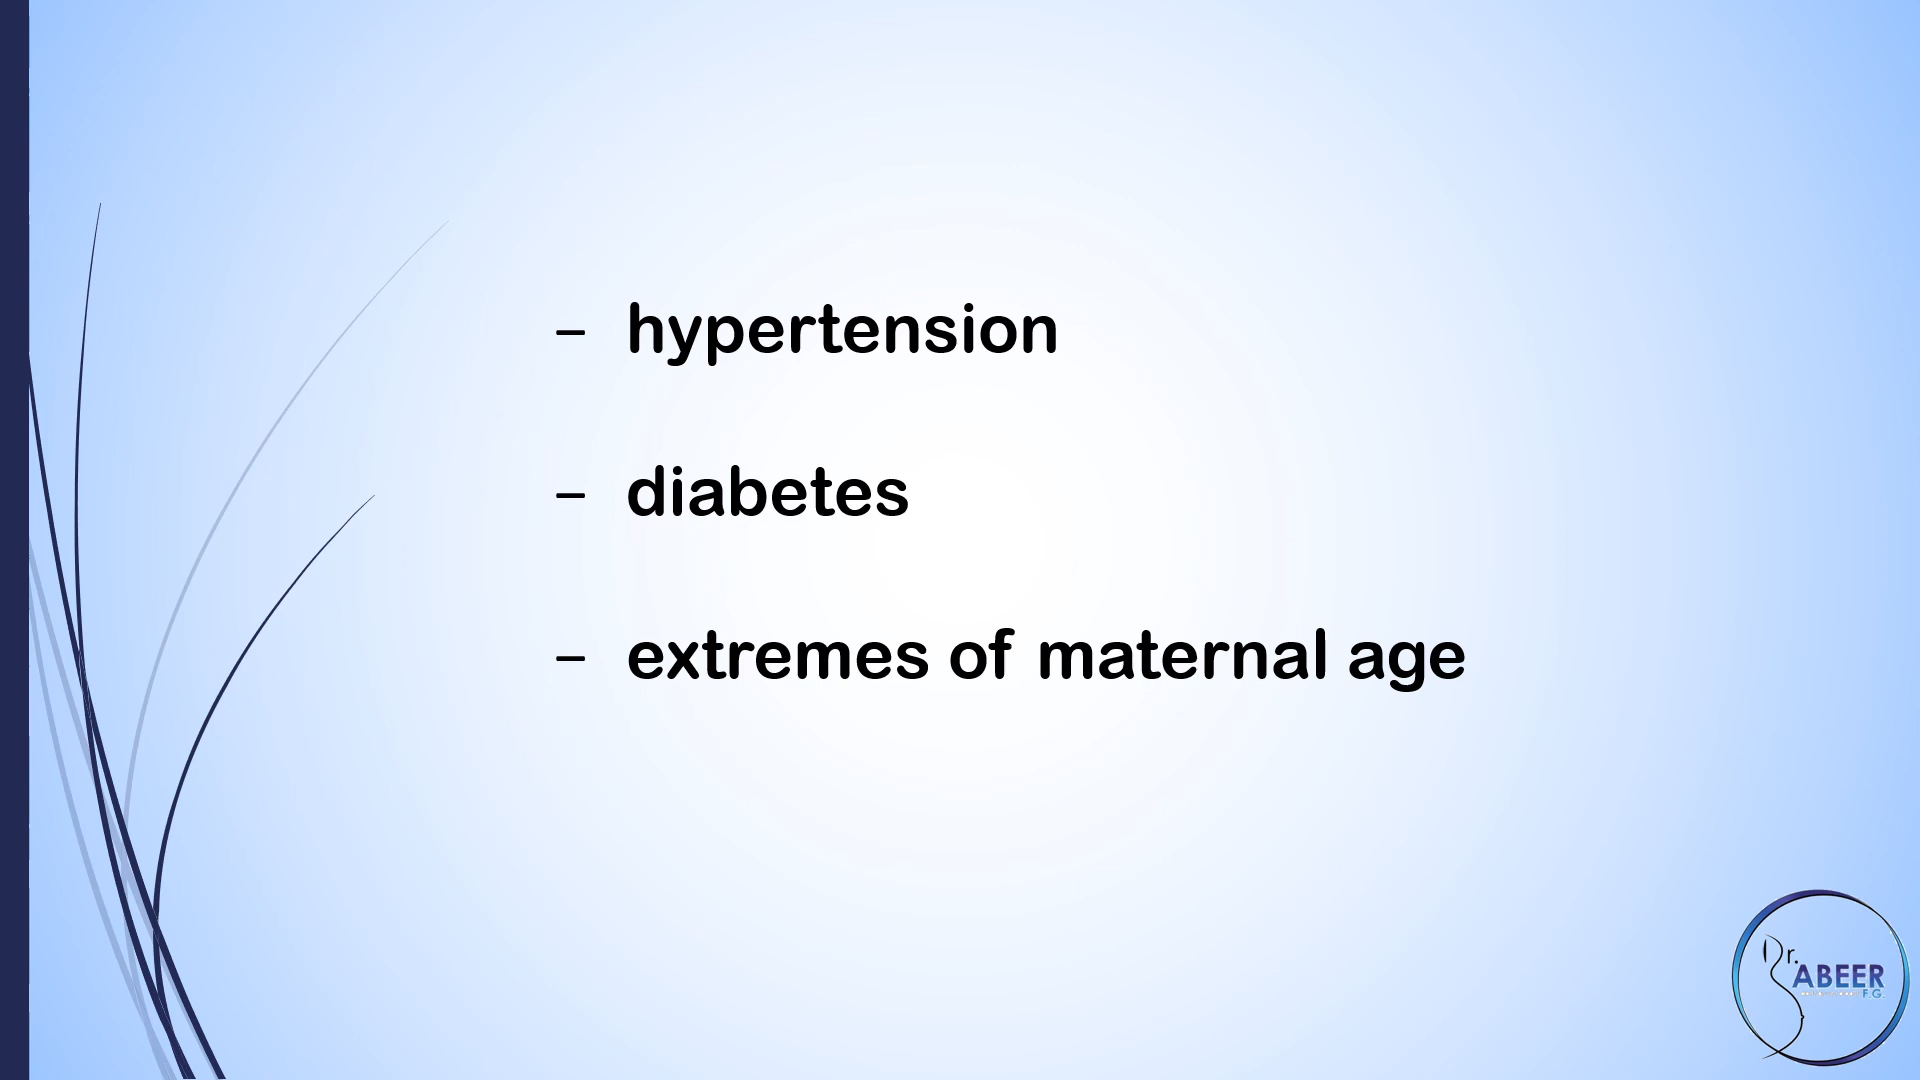 – hypertension
– diabetes
– extremes of maternal age
Dr.
ABEER
F.G.